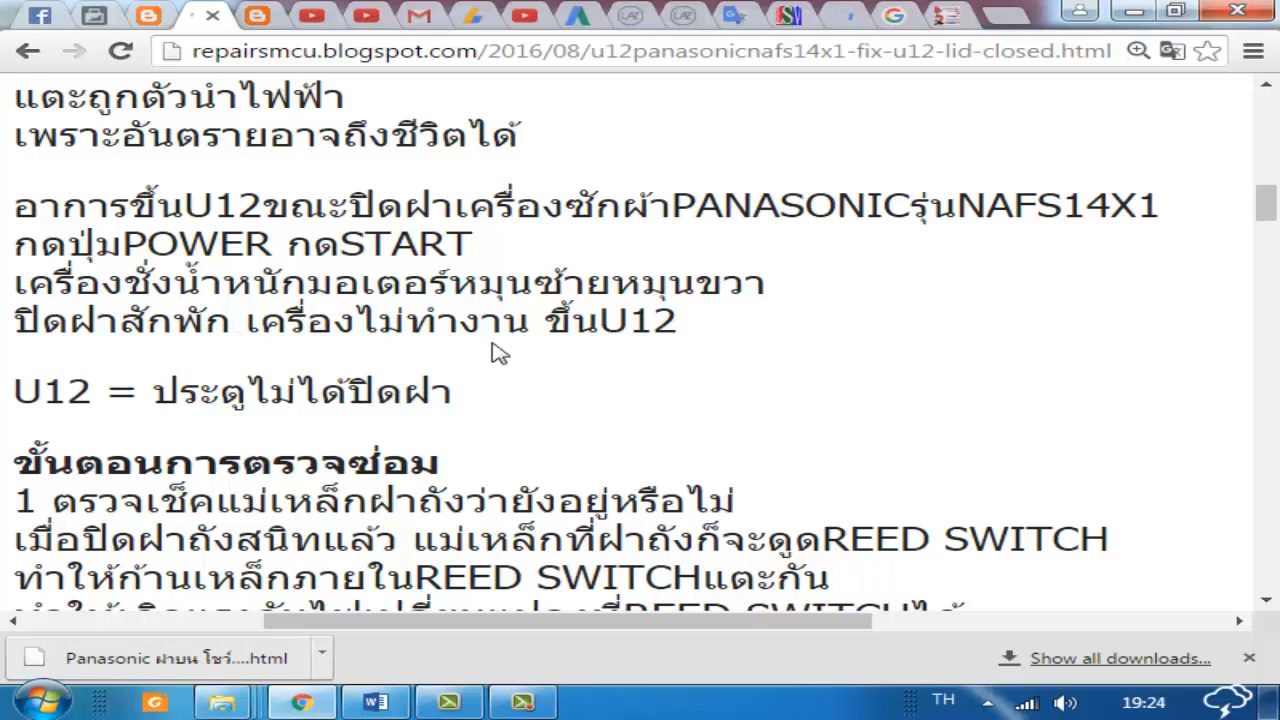 repairsmcu.blogspot.com/2016/08/u12panasonicnafs14x1-fix-u12-lid-closed.html
แตะถูกตัวนำไฟฟ้า
เพราะอันตรายอาจถึงชีวิตได้
อาการขึ้นU12ขณะปิดฝาเครื่องซักผ้าPANASONICรุ่นNAFS14X1
กดปุ่มPOWER กดSTART
เครื่องชั่งน้ำหนักมอเตอร์หมุนซ้ายหมุนขวา
ปิดฝาสักพัก เครื่องไม่ทำงาน ขึ้นU12
U12 = ประตูไม่ได้ปิดฝา
ขั้นตอนการตรวจซ่อม
1 ตรวจเช็คแม่เหล็กฝาถังว่ายังอยู่หรือไม่
เมื่อปิดฝาถังสนิทแล้ว แม่เหล็กที่ฝาถังก็จะดูดREED SWITCH
ทำให้ก้านเหล็กภายในREED SWITCHแตะกัน
Panasonic ฝาบน โชว์....html
Show all downloads...
TH
19:24